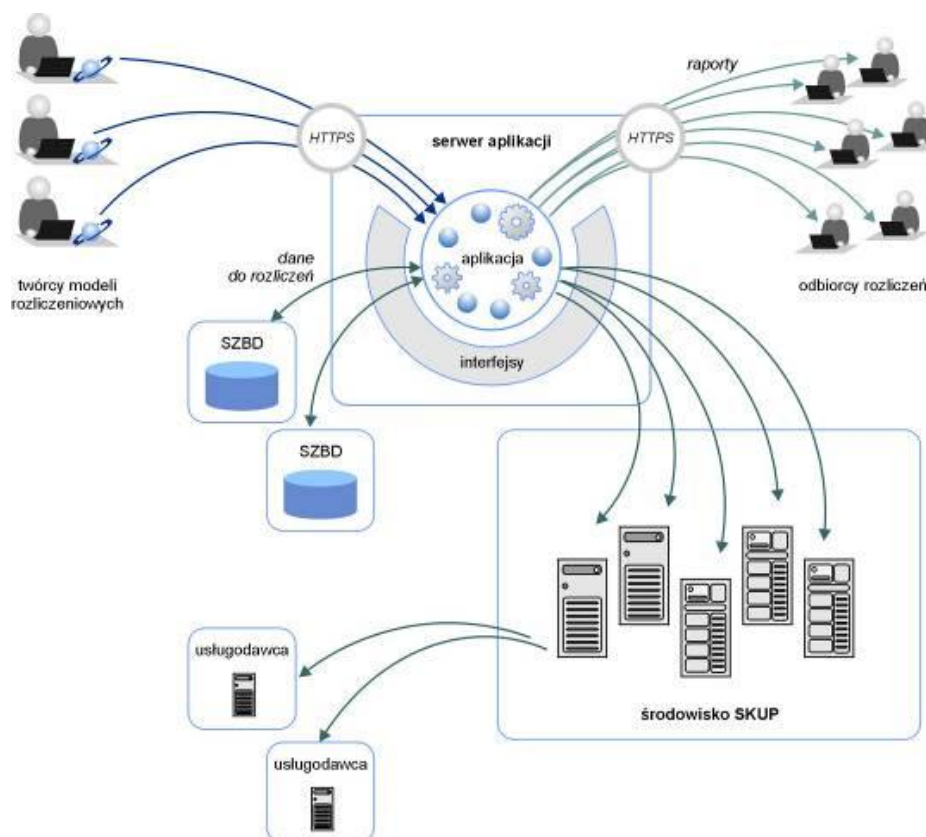 raporty
HTTPS
HTTPS
serwer aplikacji
aplikacja
dane
do rozliczeń
twórcy modeli
rozliczeniowych
odbiorcy rozliczeń
interfejsy
SZBD
SZBD
usługodawca
usługodawca
środowisko SKUP